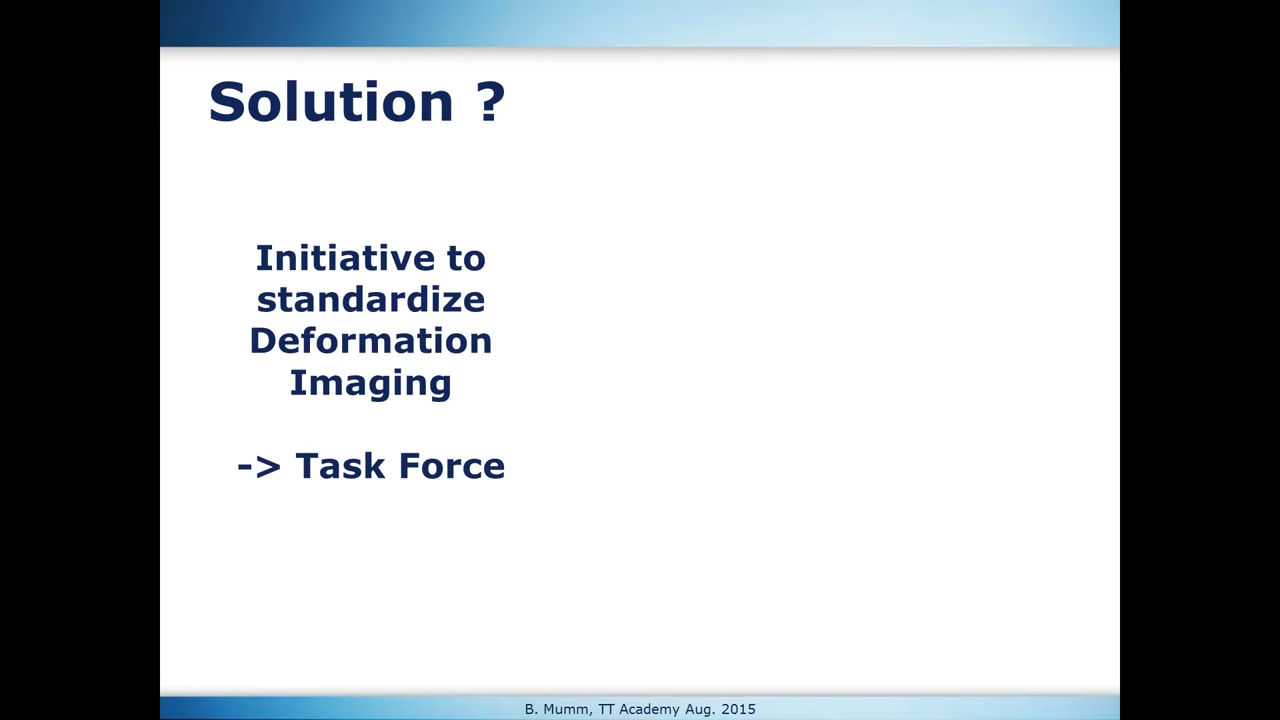 Solution ?
Initiative to
standardize
Deformation
Imaging
-> Task Force
B. Mumm, TT Academy Aug. 2015